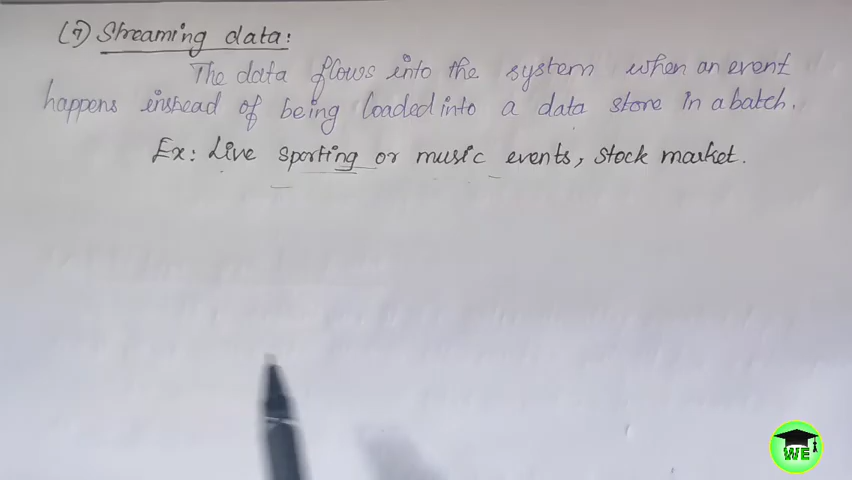 (7) Streaming data:
The data flows into the system when an event
happens instead of being loaded into a data store in a batch.
Ex: Live sporting or music events, stock market.
WE